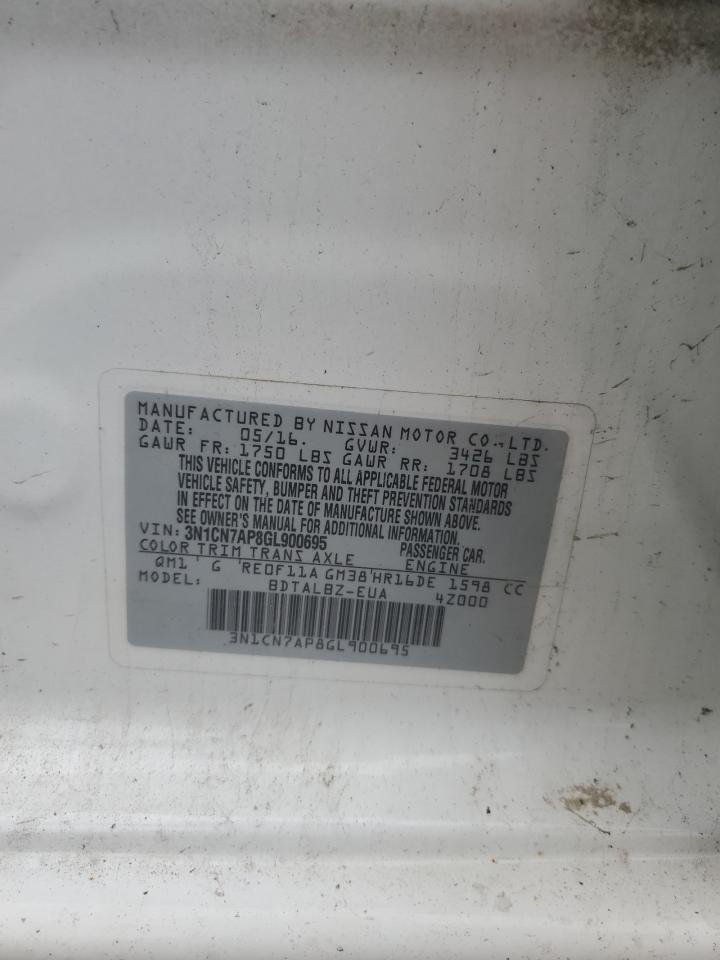 MANUFACTURED BY NISSAN MOTOR CO.,LTD.
DATE: 05/16. GVWR: 3426 LBS
GAWR FR: 1750 LBS GAWR RR: 1708 LBS
THIS VEHICLE CONFORMS TO ALL APPLICABLE FEDERAL MOTOR
VEHICLE SAFETY, BUMPER AND THEFT PREVENTION STANDARDS
IN EFFECT ON THE DATE OF MANUFACTURE SHOWN ABOVE.
SEE OWNER'S MANUAL FOR ADDITIONAL INFORMATION.
VIN: 3N1CN7AP8GL900695 PASSENGER CAR.
COLOR TRIM TRANS AXLE ENGINE
QM1 ' G 'RE0F11A GM38'HR16DE 1598 CC
MODEL: BDTALBZ-EUA 4Z000
3N1CN7AP8GL900695